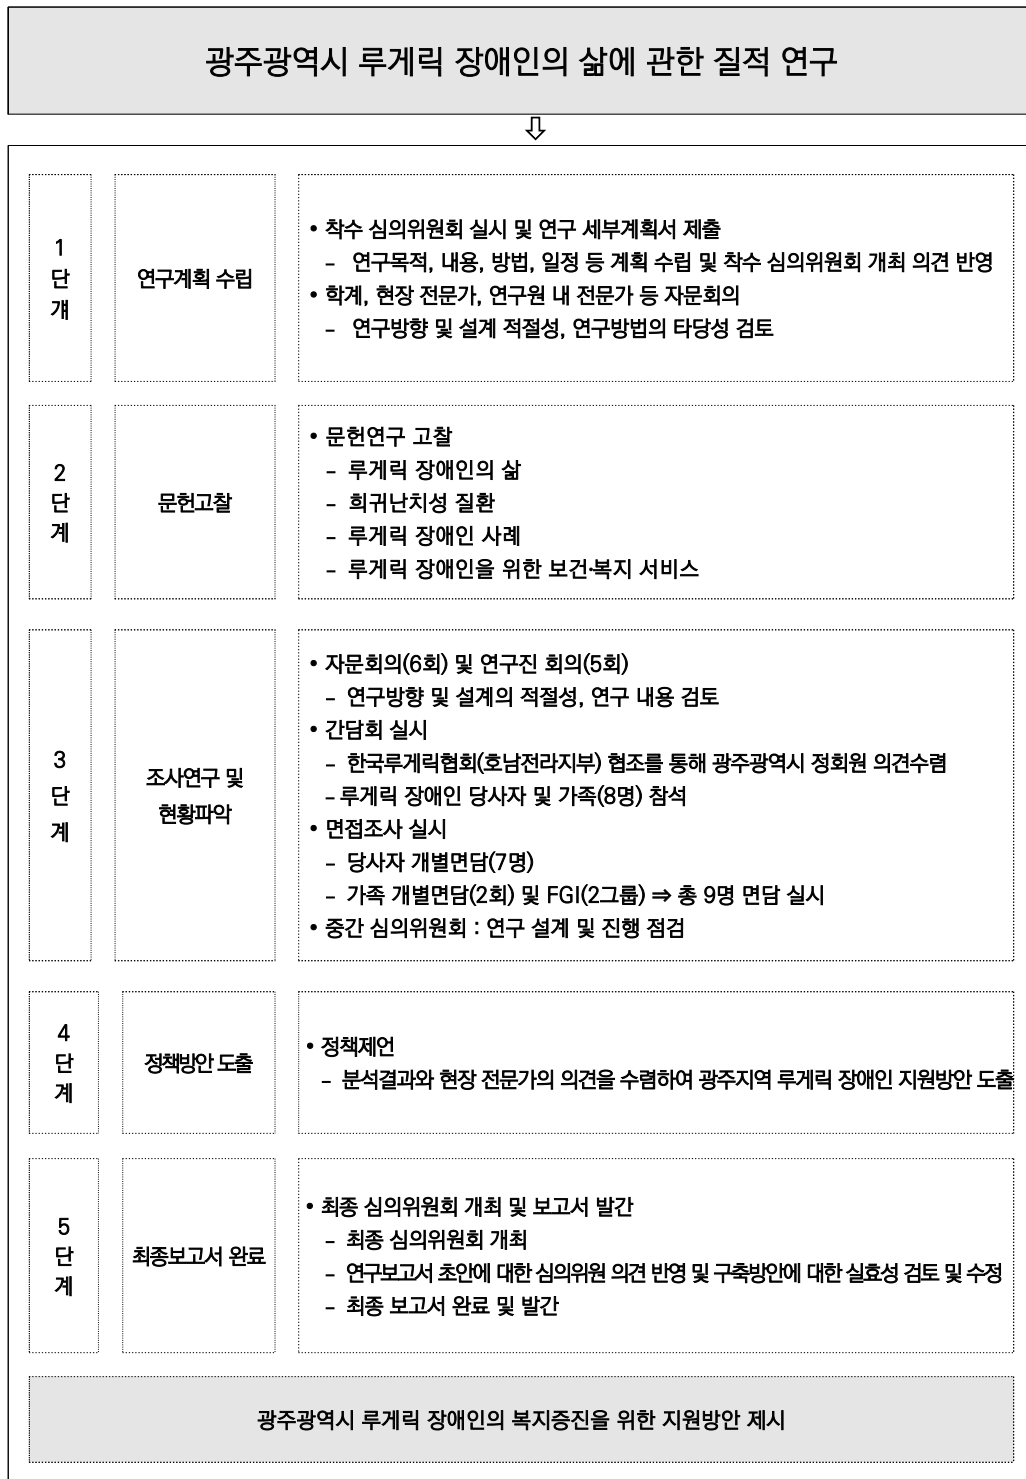 광주광역시 루게릭 장애인의 삶에 관한 질적 연구
⇩
1
단
걔
연구계획 수립
• 착수 심의위원회 실시 및 연구 세부계획서 제출
- 연구목적, 내용, 방법, 일정 등 계획 수립 및 착수 심의위원회 개최 의견 반영
• 학계, 현장 전문가, 연구원 내 전문가 등 자문회의
- 연구방향 및 설계 적절성, 연구방법의 타당성 검토
2
단
계
문헌고찰
• 문헌연구 고찰
- 루게릭 장애인의 삶
- 희귀난치성 질환
- 루게릭 장애인 사례
- 루게릭 장애인을 위한 보건·복지 서비스
3
단
계
조사연구 및
현황파악
• 자문회의(6회) 및 연구진 회의(5회)
- 연구방향 및 설계의 적절성, 연구 내용 검토
• 간담회 실시
- 한국루게릭협회(호남전라지부) 협조를 통해 광주광역시 정회원 의견수렴
- 루게릭 장애인 당사자 및 가족(8명) 참석
• 면접조사 실시
- 당사자 개별면담(7명)
- 가족 개별면담(2회) 및 FGI(2그룹) ⇒ 총 9명 면담 실시
• 중간 심의위원회 : 연구 설계 및 진행 점검
4
단
계
정책방안 도출
• 정책제언
- 분석결과와 현장 전문가의 의견을 수렴하여 광주지역 루게릭 장애인 지원방안 도출
5
단
계
최종보고서 완료
• 최종 심의위원회 개최 및 보고서 발간
- 최종 심의위원회 개최
- 연구보고서 초안에 대한 심의위원 의견 반영 및 구축방안에 대한 실효성 검토 및 수정
- 최종 보고서 완료 및 발간
광주광역시 루게릭 장애인의 복지증진을 위한 지원방안 제시